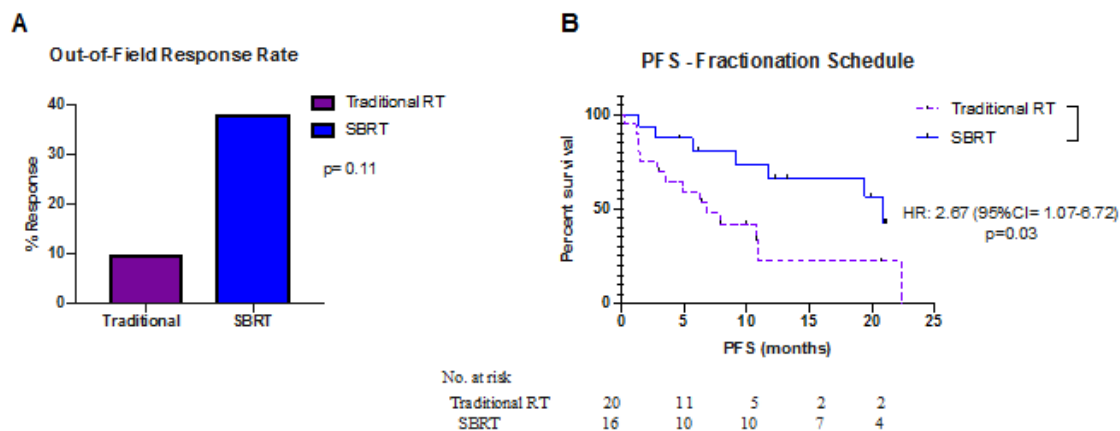 A
Out-of-Field Response Rate
% Response
40
30
20
10
0
Traditional SBRT
Traditional RT
SBRT
p= 0.11
B
PFS - Fractionation Schedule
Percent survival
100
50
0
0 5 10 15 20 25
PFS (months)
Traditional RT
SBRT
HR: 2.67 (95%CI= 1.07-6.72)
p=0.03
No. at risk
Traditional RT 20 11 5 2 2
SBRT 16 10 10 7 4